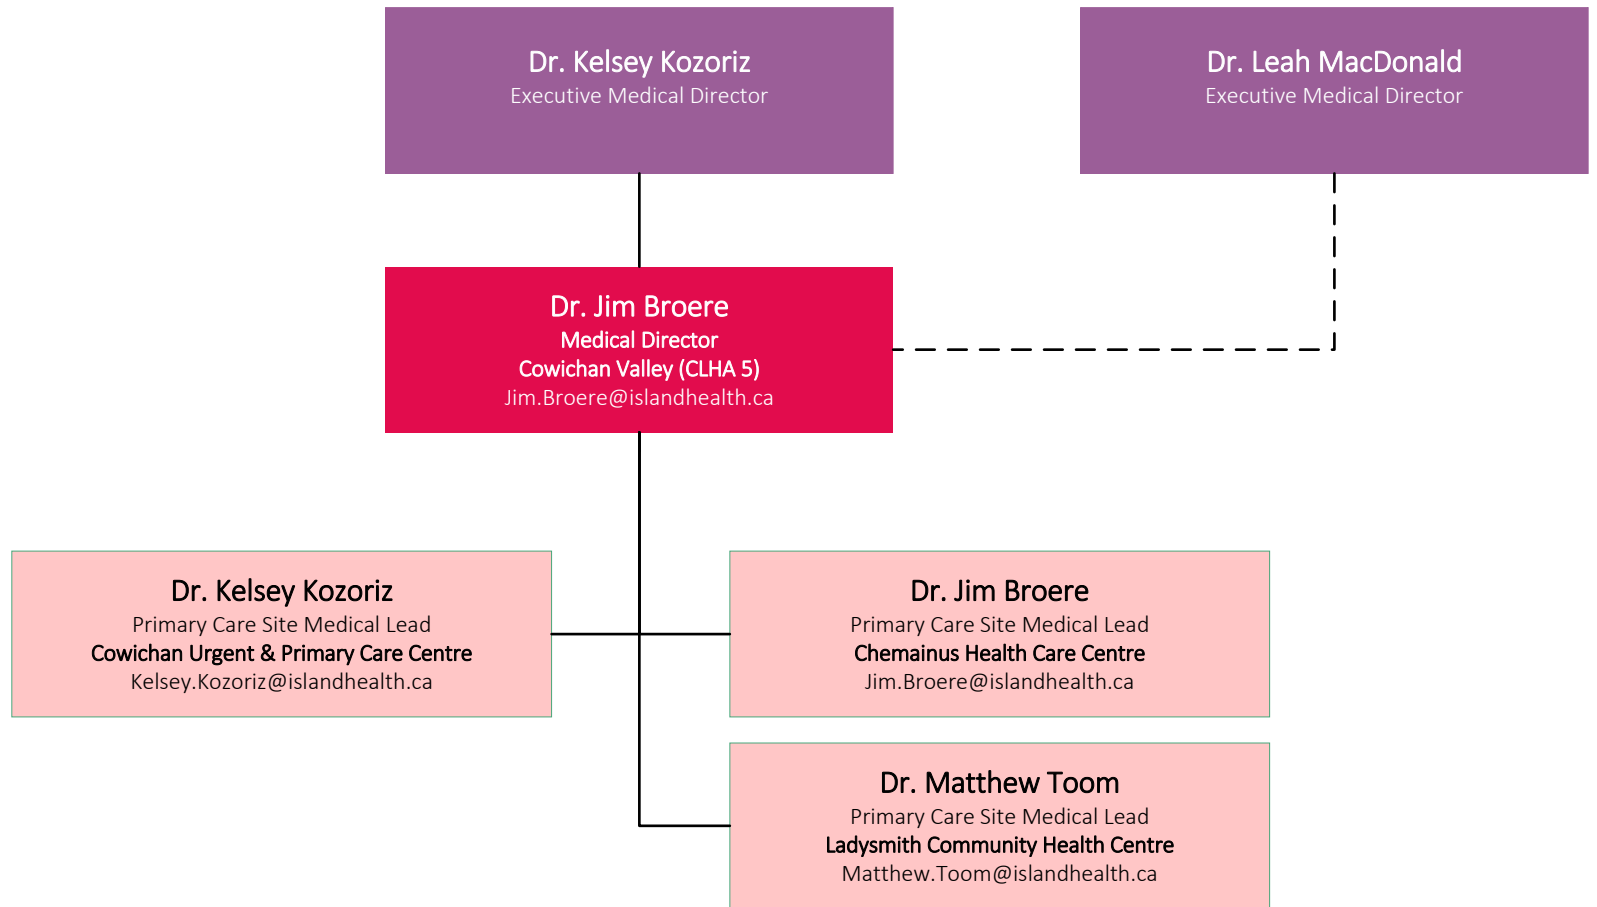 Dr. Kelsey Kozoriz
Executive Medical Director
Dr. Leah MacDonald
Executive Medical Director
Dr. Jim Broere
Medical Director
Cowichan Valley (CLHA 5)
Jim.Broere@islandhealth.ca
Dr. Kelsey Kozoriz
Primary Care Site Medical Lead
Cowichan Urgent & Primary Care Centre
Kelsey.Kozoriz@islandhealth.ca
Dr. Jim Broere
Primary Care Site Medical Lead
Chemainus Health Care Centre
Jim.Broere@islandhealth.ca
Dr. Matthew Toom
Primary Care Site Medical Lead
Ladysmith Community Health Centre
Matthew.Toom@islandhealth.ca